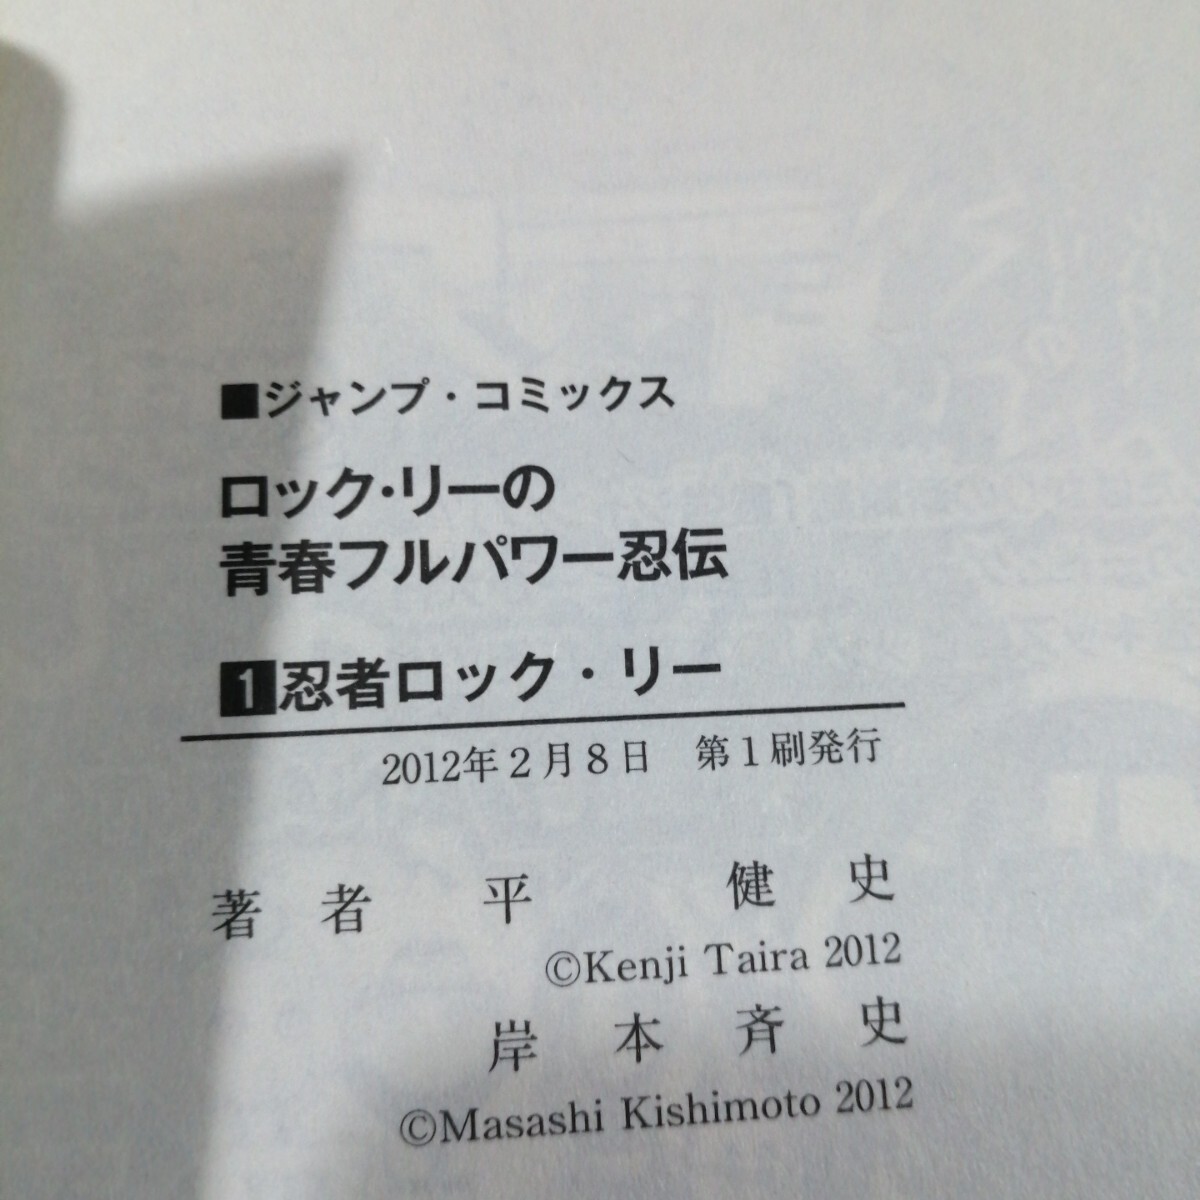 ■ジャンプ・コミックス
ロック・リーの
青春フルパワー忍伝
1忍者ロック・リー
2012年2月8日 第1刷発行
著者 平 健史
©Kenji Taira 2012
岸本斉史
©Masashi Kishimoto 2012